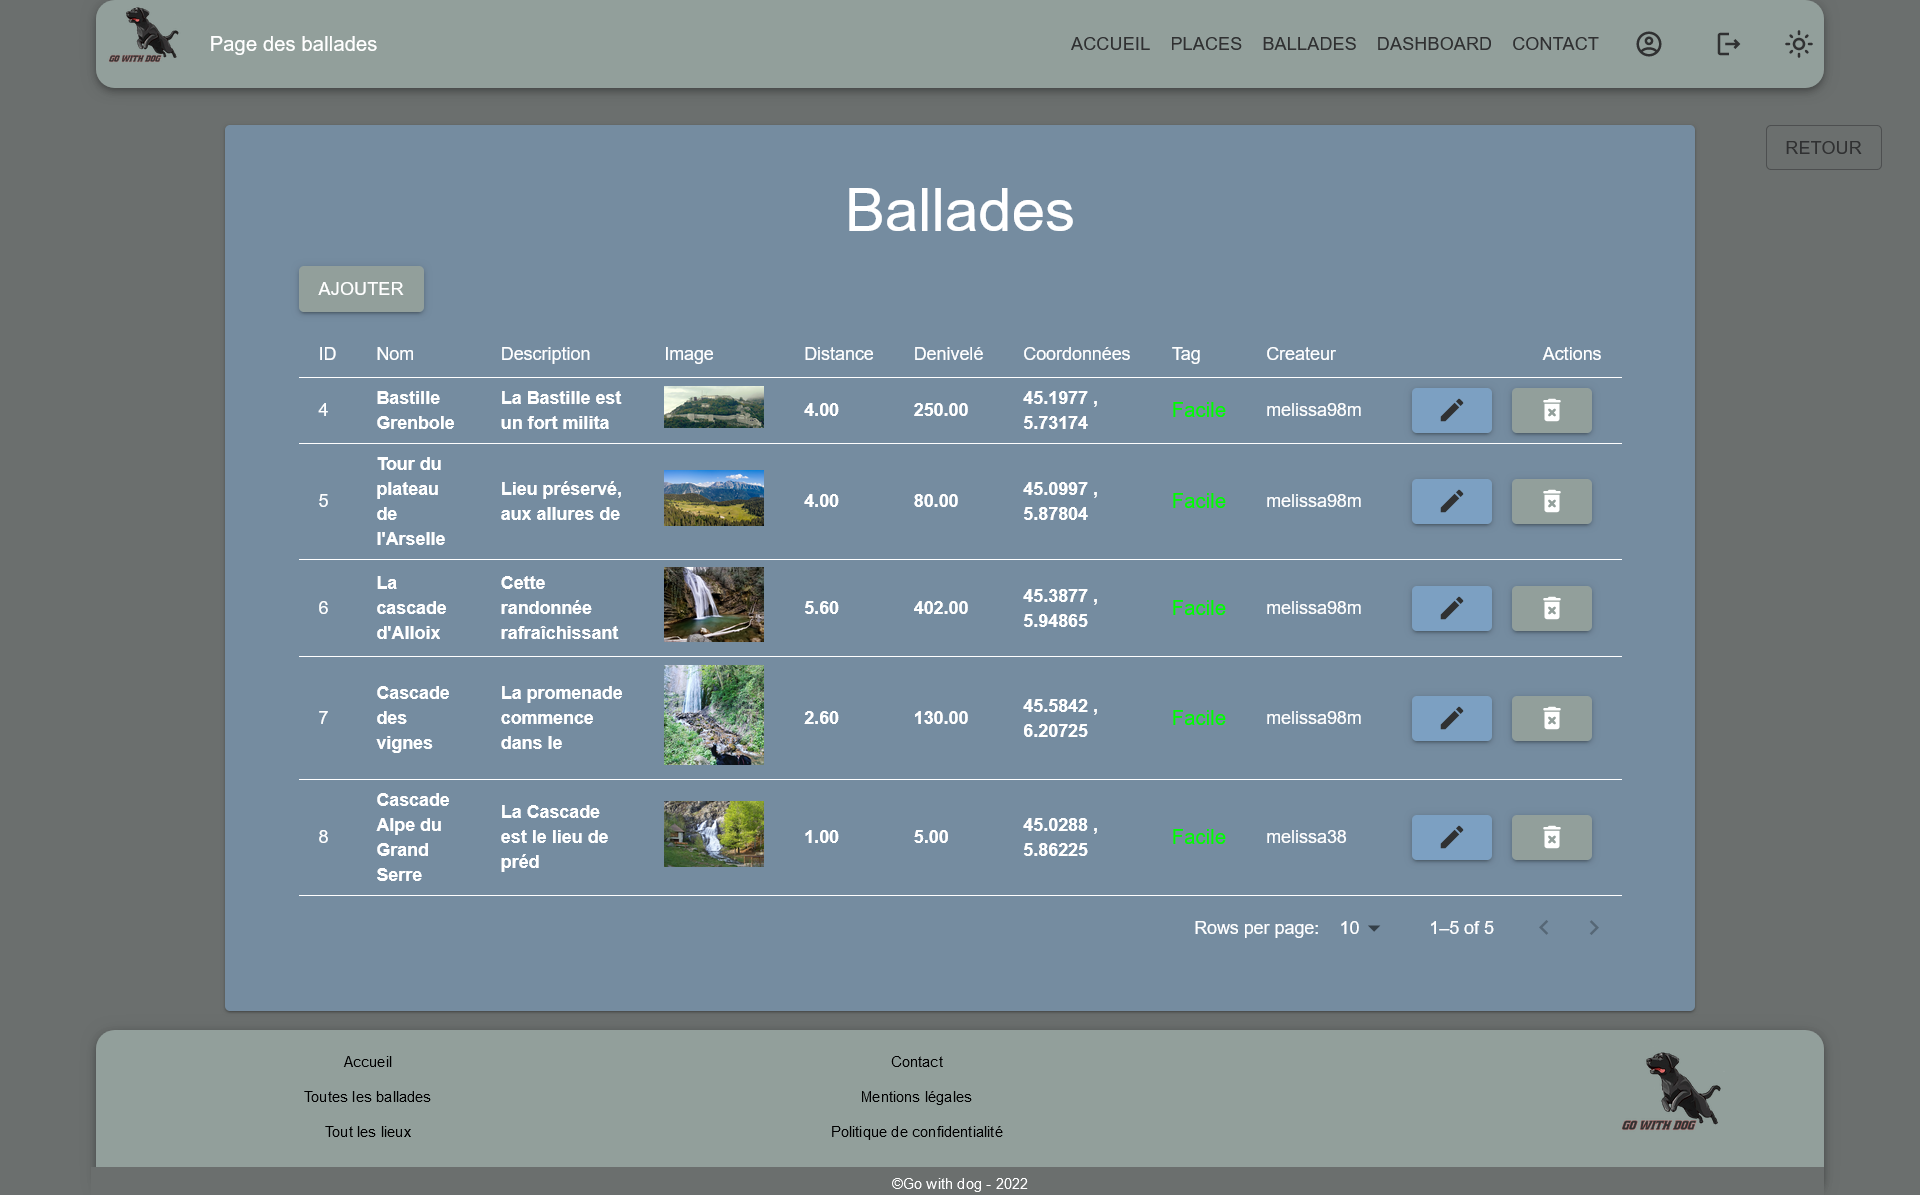 GO WITH DOG
Page des ballades
ACCUEIL PLACES BALLADES DASHBOARD CONTACT
RETOUR
Ballades
AJOUTER
ID Nom Description Image Distance Denivelé Coordonnées Tag Createur Actions
4 Bastille Grenbole La Bastille est un fort milita 4.00 250.00 45.1977 , 5.73174 Facile melissa98m
5 Tour du plateau de l'Arselle Lieu préservé, aux allures de 4.00 80.00 45.0997 , 5.87804 Facile melissa98m
6 La cascade d'Alloix Cette randonnée rafraîchissant 5.60 402.00 45.3877 , 5.94865 Facile melissa98m
7 Cascade des vignes La promenade commence dans le 2.60 130.00 45.5842 , 6.20725 Facile melissa98m
8 Cascade Alpe du Grand Serre La Cascade est le lieu de préd 1.00 5.00 45.0288 , 5.86225 Facile melissa38
Rows per page: 10 1–5 of 5
Accueil
Toutes les ballades
Tout les lieux
Contact
Mentions légales
Politique de confidentialité
GO WITH DOG
©Go with dog - 2022